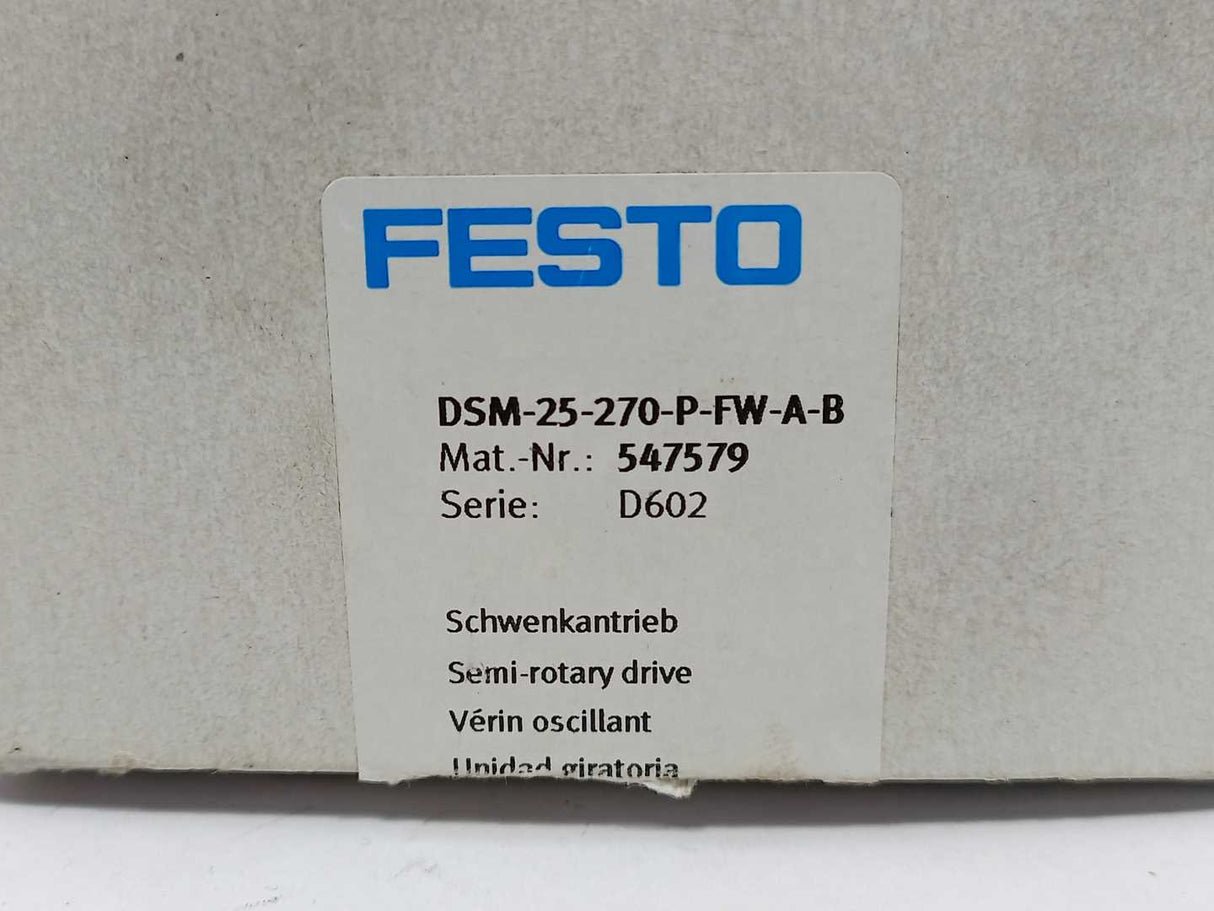 FESTO
DSM-25-270-P-FW-A-B
Mat.-Nr.: 547579
Serie: D602
Schwenkantrieb
Semi-rotary drive
Vérin oscillant
Unidad giratoria